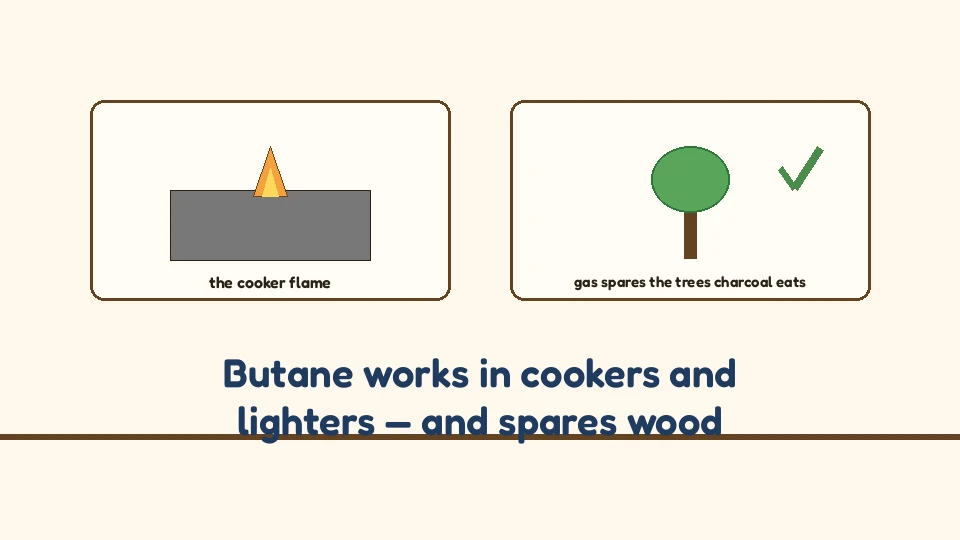 the cooker flame
gas spares the trees charcoal eats
Butane works in cookers and
lighters — and spares wood